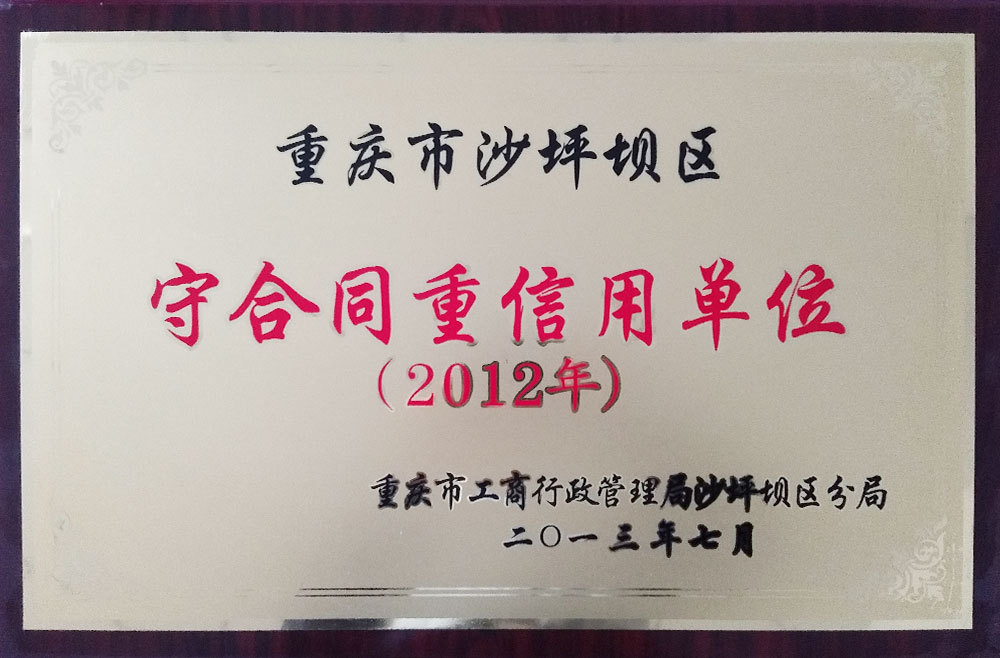 重庆市沙坪坝区
守合同重信用单位
（2012年）
重庆市工商行政管理局沙坪坝区分局
二〇一三年七月